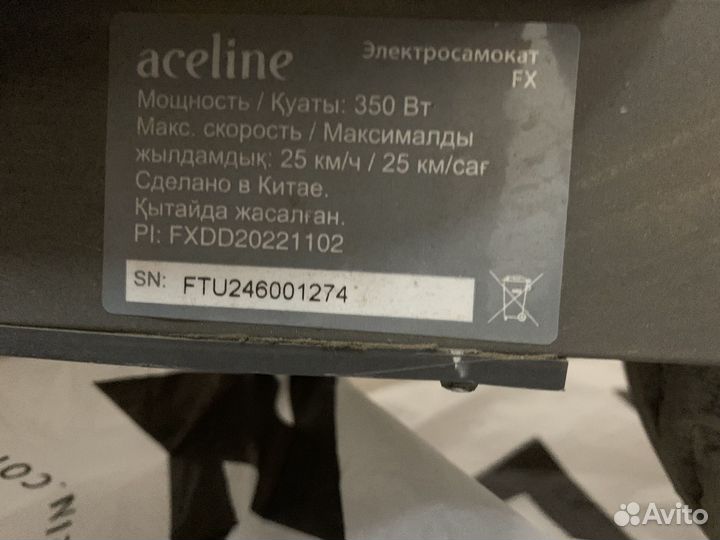 aceline
Электросамокат
FX
Мощность / Қуаты: 350 Вт
Макс. скорость / Максималды
жылдамдық: 25 км/ч / 25 км/сағ
Сделано в Китае.
Қытайда жасалған.
PI: FXDD20221102
SN: FTU246001274
Avito